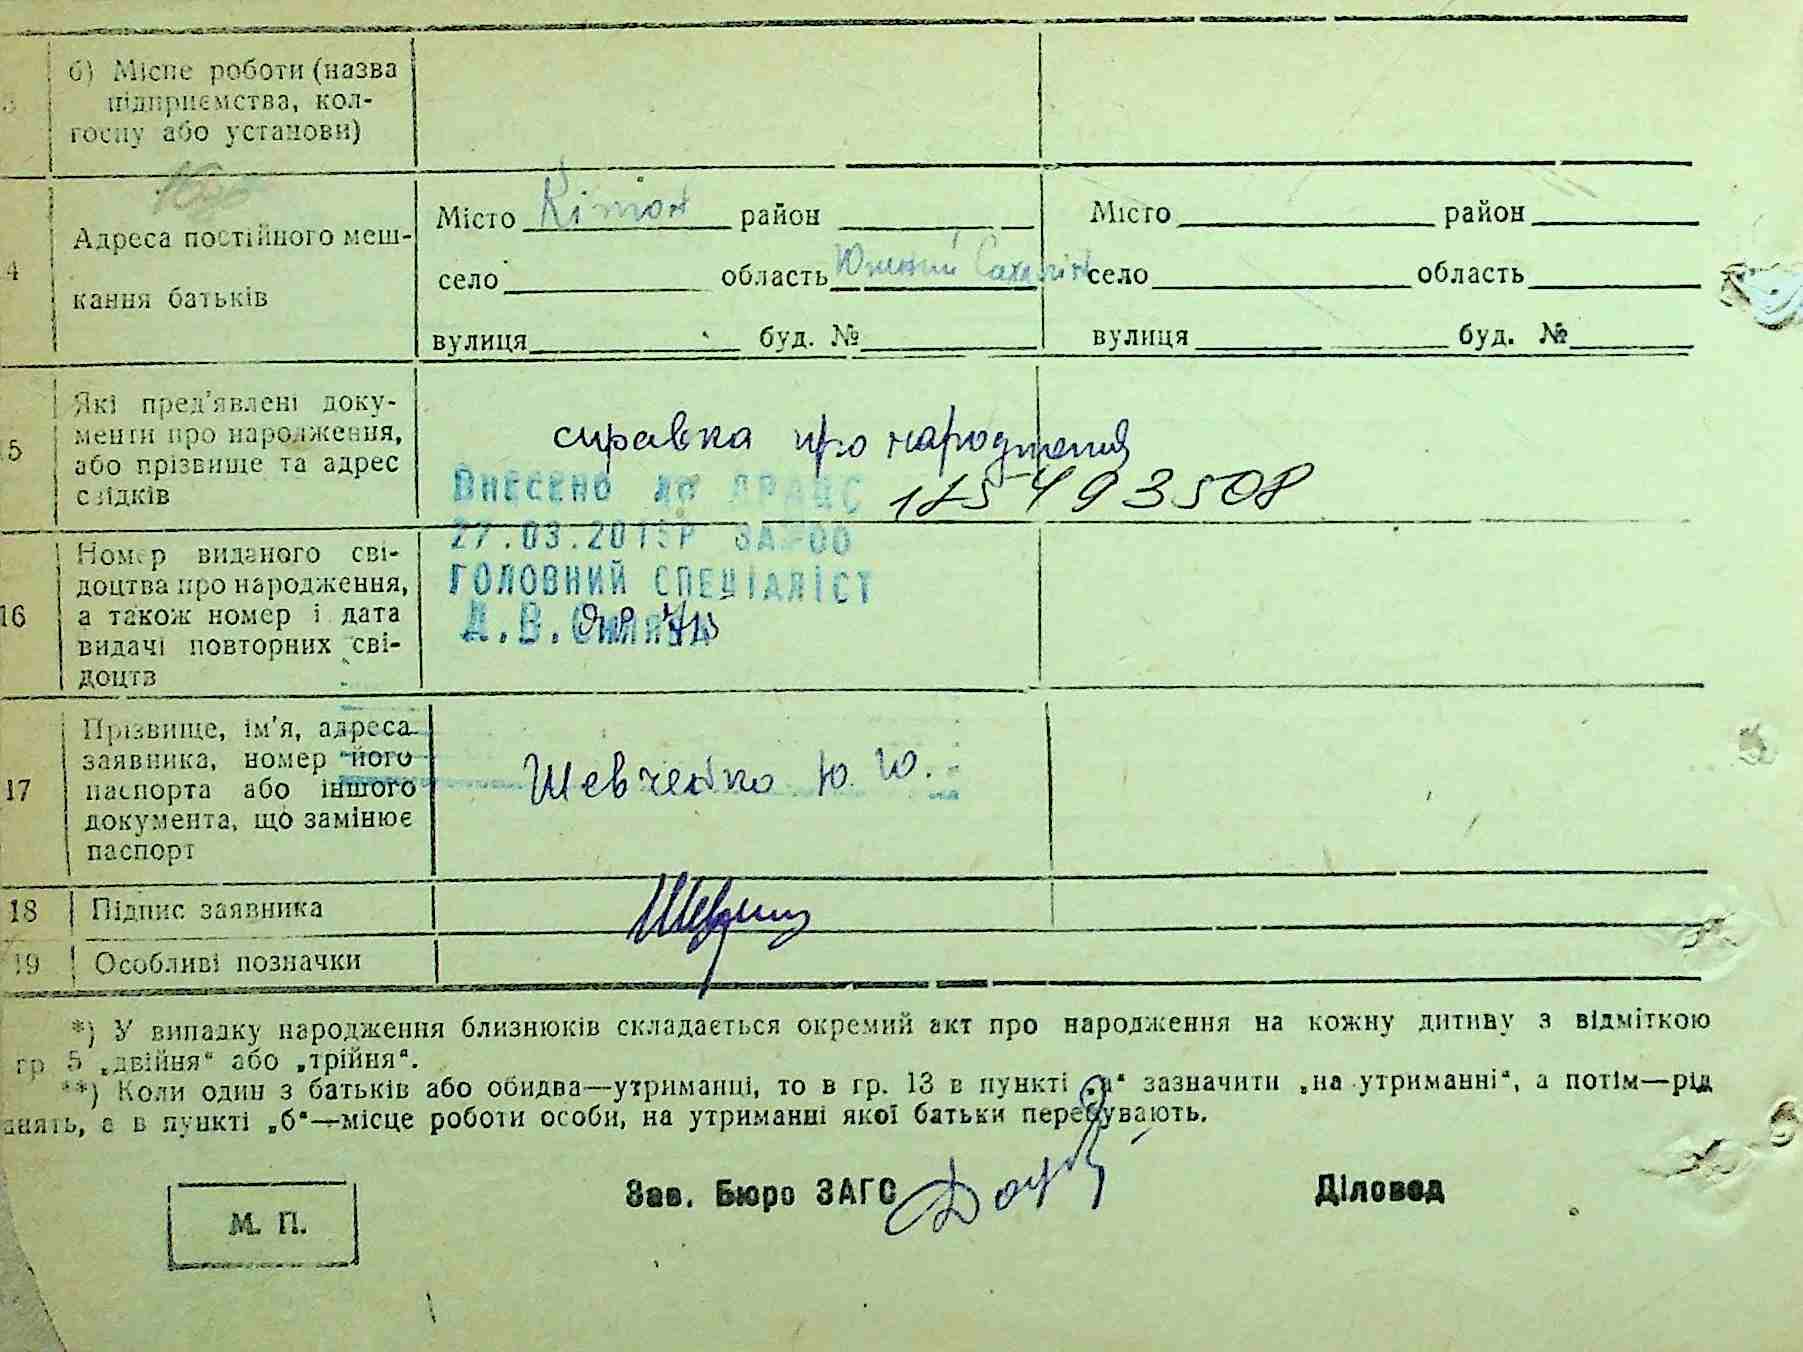 б) Місце роботи (назва
підприємства, кол-
госпу або установи)
4
Адреса постійного меш-
кання батьків
Місто район
село область Южний Сахалін
вулиця буд. №
Місто район
село область
вулиця буд. №
5
Які пред'явлені доку-
менти про народження,
або прізвище та адрес
свідків
справка про народження
175493508
ВНЕСЕНО до ДРАЦС
27.03.2015Р ЗА 00
ГОЛОВНИЙ СПЕЦІАЛІСТ
16
Номер виданого сві-
доцтва про народження,
а також номер і дата
видачі повторних сві-
доцтв
17
Прізвище, ім'я, адреса
заявника, номер його
паспорта або іншого
документа, що замінює
паспорт
Шевченко Ю. Ю.
18
Підпис заявника
19
Особливі позначки
*) У випадку народження близнюків складається окремий акт про народження на кожну дитину з відміткою
гр 5 „двійня“ або „трійня“.
**) Коли один з батьків або обидва—утриманці, то в гр. 13 в пункті „а“ зазначити „на утриманні“, а потім—рід
занять, а в пункті „б“—місце роботи особи, на утриманні якої батьки перебувають.
М. П.
Зав. Бюро ЗАГС
Діловод